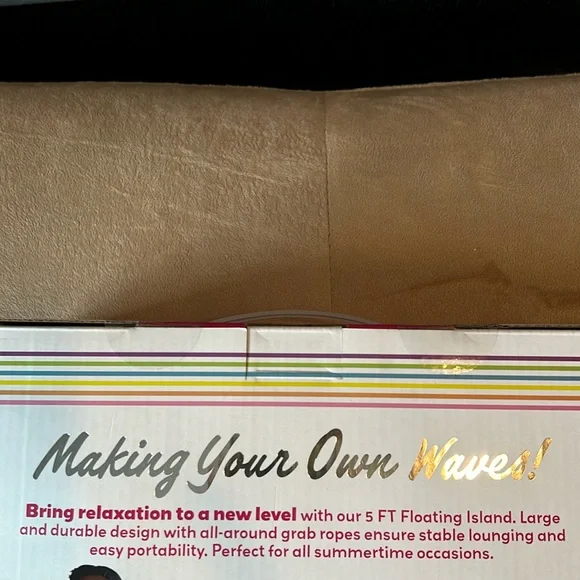 Making Your Own Waves!
Bring relaxation to a new level with our 5 FT Floating Island. Large
and durable design with all-around grab ropes ensure stable lounging and
easy portability. Perfect for all summertime occasions.